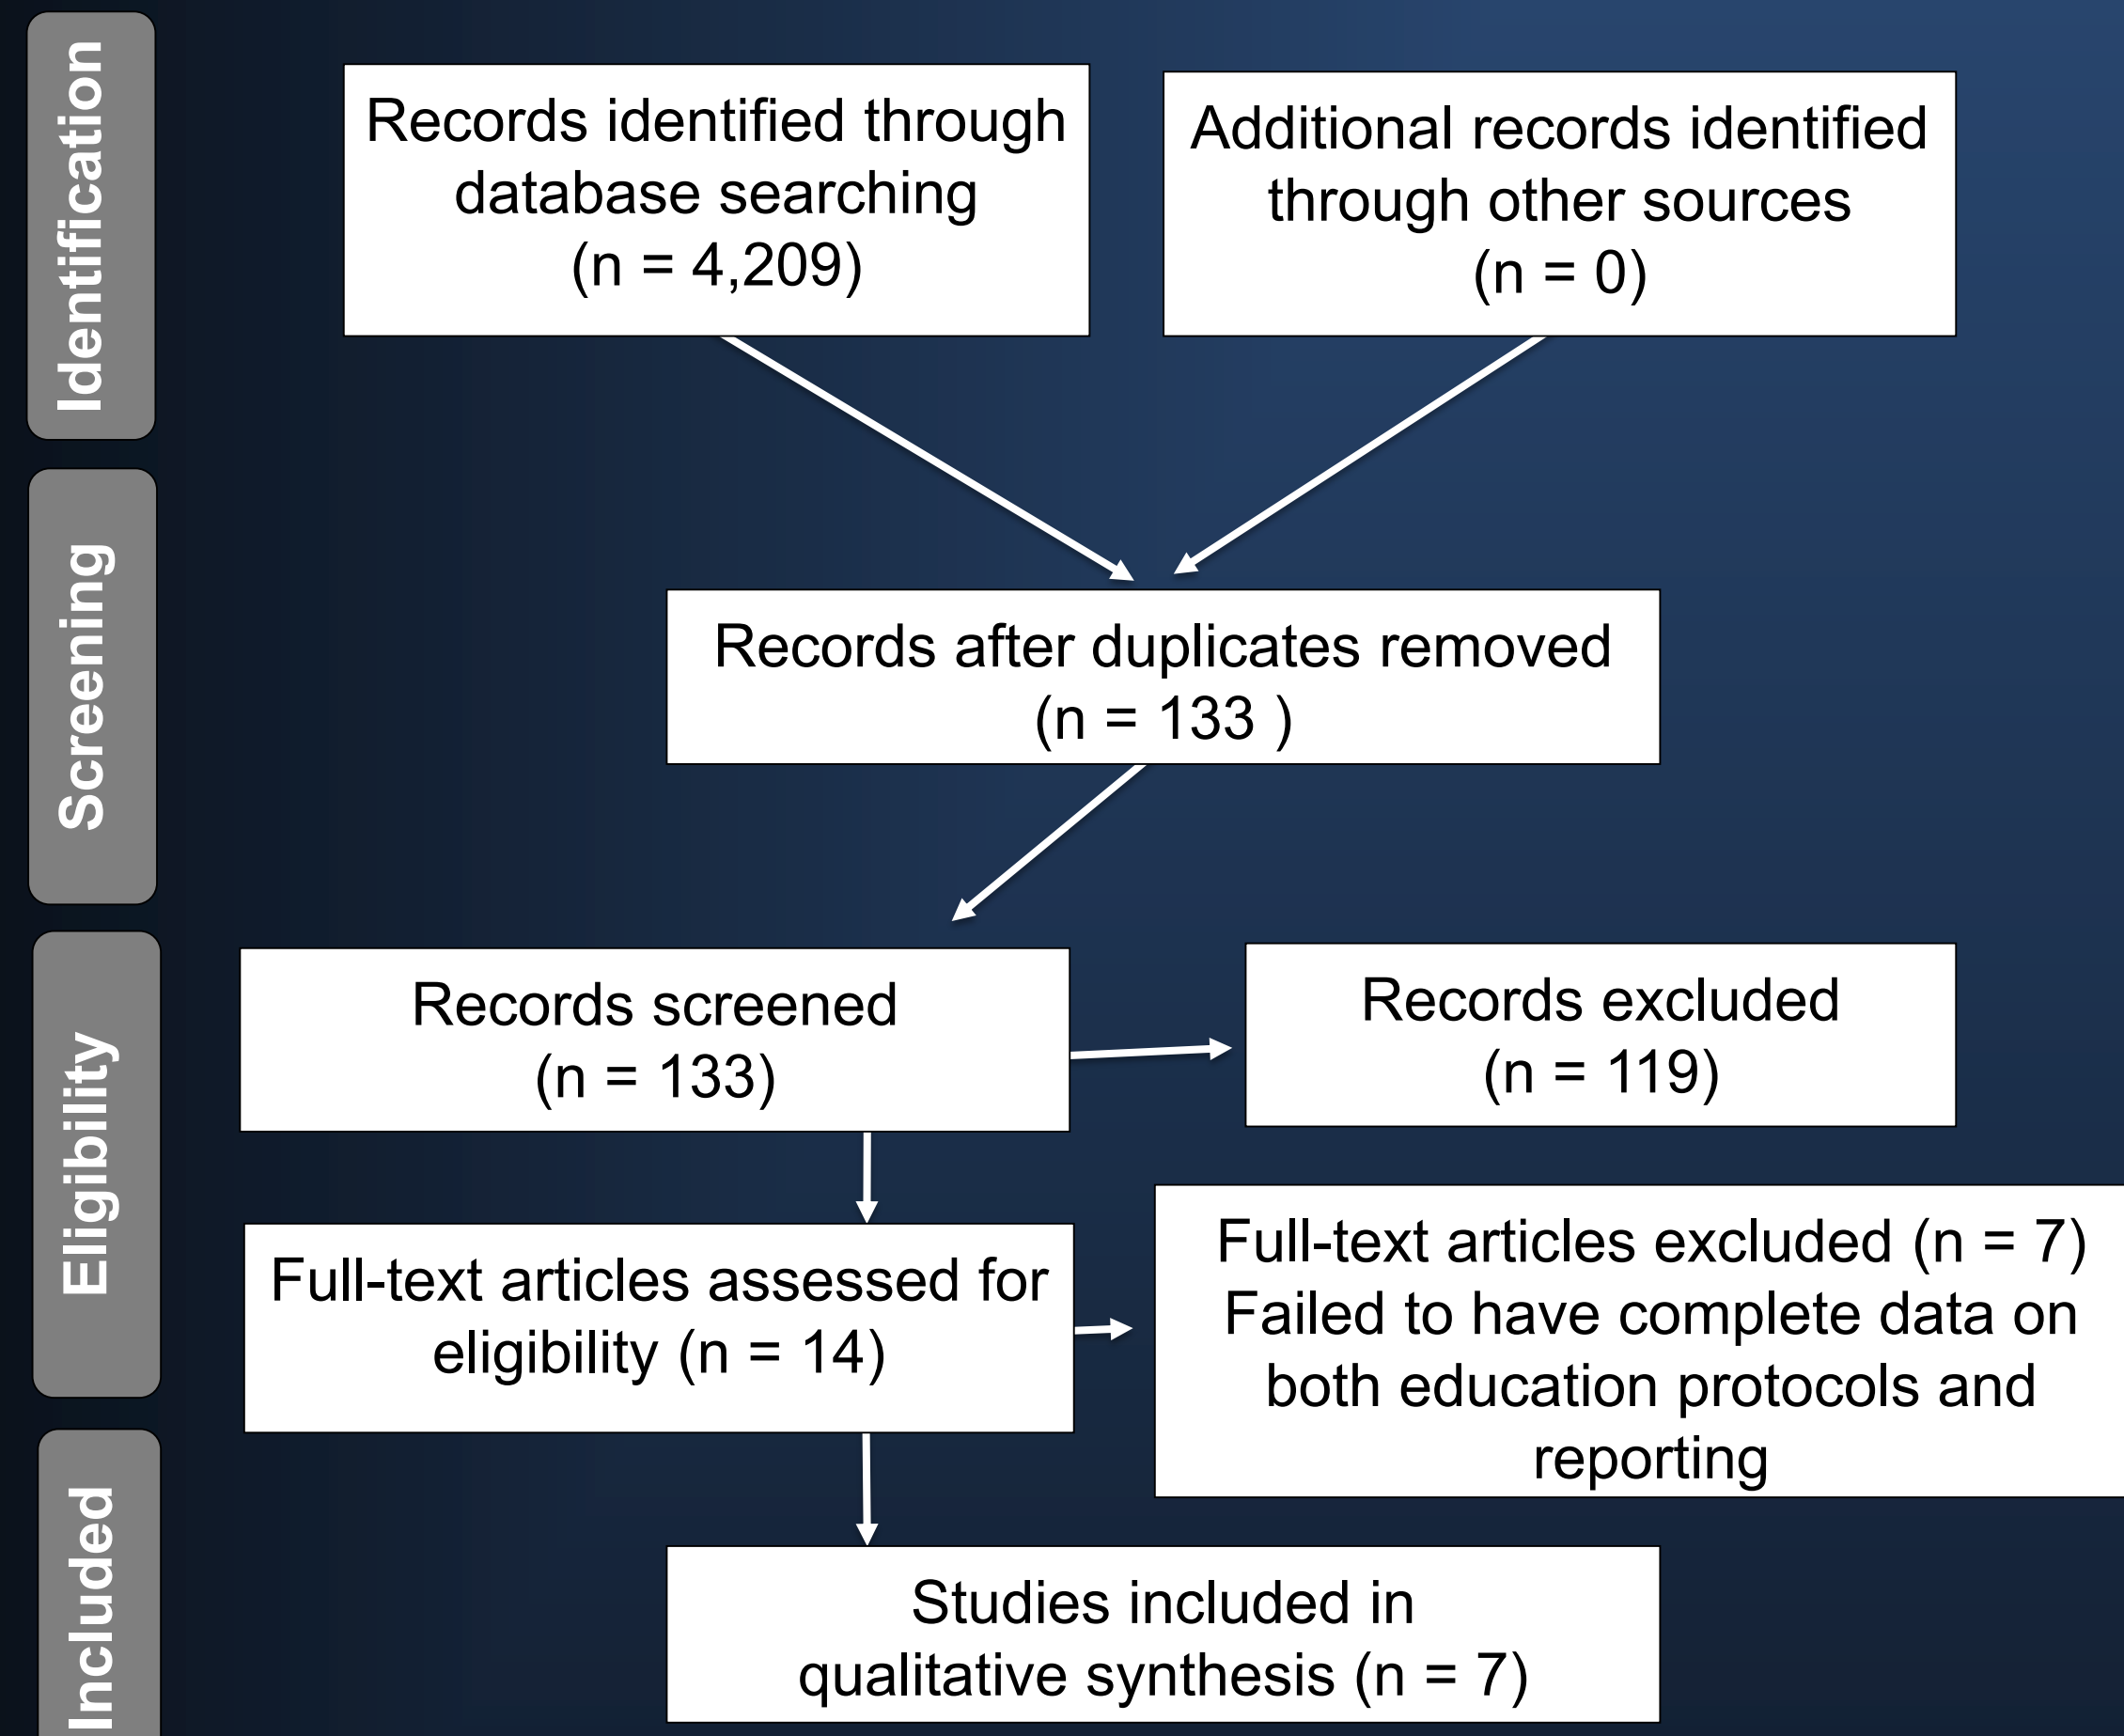 Identification
Records identified through
database searching
(n = 4,209)
Additional records identified
through other sources
(n = 0)
Screening
Records after duplicates removed
(n = 133 )
Eligibility
Records screened
(n = 133)
Records excluded
(n = 119)
Full-text articles assessed for
eligibility (n = 14)
Full-text articles excluded (n = 7)
Failed to have complete data on
both education protocols and
reporting
Included
Studies included in
qualitative synthesis (n = 7)